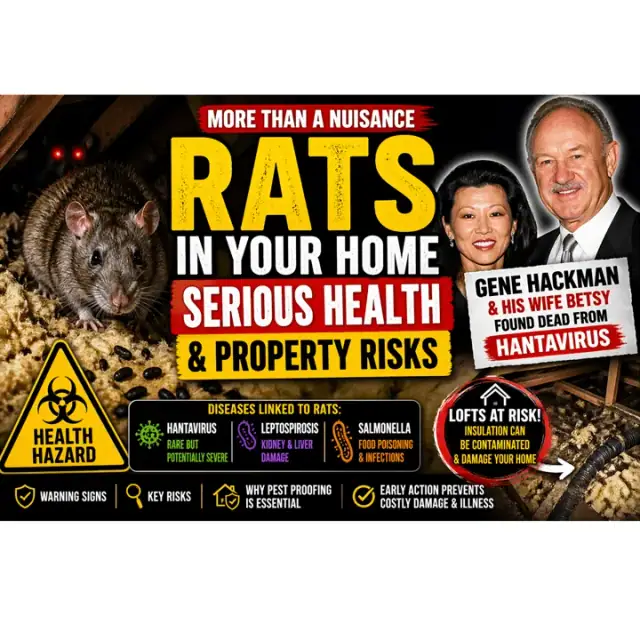 MORE THAN A NUISANCE
RATS
IN YOUR HOME
SERIOUS HEALTH
& PROPERTY RISKS
GENE HACKMAN
& HIS WIFE BETSY
FOUND DEAD FROM
HANTAVIRUS
HEALTH
HAZARD
DISEASES LINKED TO RATS:
HANTAVIRUS
RARE BUT
POTENTIALLY SEVERE
LEPTOSPIROSIS
KIDNEY & LIVER
DAMAGE
SALMONELLA
FOOD POISONING
& INFECTIONS
LOFTS AT RISK!
INSULATION CAN
BE CONTAMINATED
& DAMAGE YOUR HOME
WARNING SIGNS
KEY RISKS
WHY PEST PROOFING
IS ESSENTIAL
EARLY ACTION PREVENTS
COSTLY DAMAGE & ILLNESS